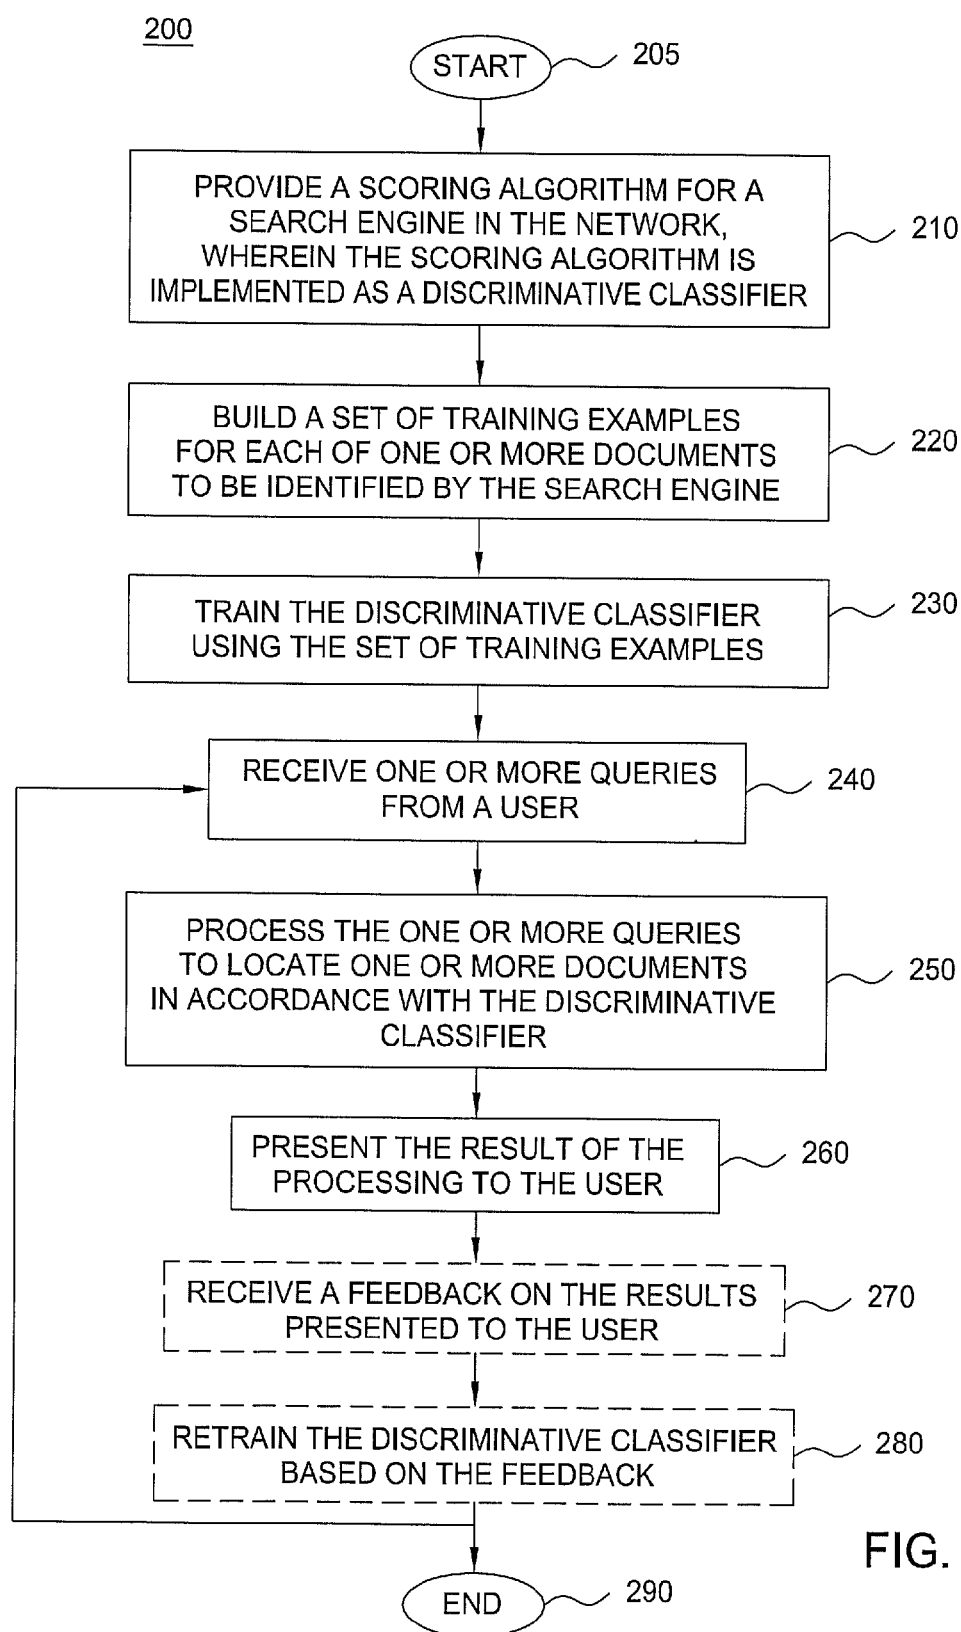 200
START
205
PROVIDE A SCORING ALGORITHM FOR A
SEARCH ENGINE IN THE NETWORK,
WHEREIN THE SCORING ALGORITHM IS
IMPLEMENTED AS A DISCRIMINATIVE CLASSIFIER
210
BUILD A SET OF TRAINING EXAMPLES
FOR EACH OF ONE OR MORE DOCUMENTS
TO BE IDENTIFIED BY THE SEARCH ENGINE
220
TRAIN THE DISCRIMINATIVE CLASSIFIER
USING THE SET OF TRAINING EXAMPLES
230
RECEIVE ONE OR MORE QUERIES
FROM A USER
240
PROCESS THE ONE OR MORE QUERIES
TO LOCATE ONE OR MORE DOCUMENTS
IN ACCORDANCE WITH THE DISCRIMINATIVE
CLASSIFIER
250
PRESENT THE RESULT OF THE
PROCESSING TO THE USER
260
RECEIVE A FEEDBACK ON THE RESULTS
PRESENTED TO THE USER
270
RETRAIN THE DISCRIMINATIVE CLASSIFIER
BASED ON THE FEEDBACK
280
FIG.
END
290